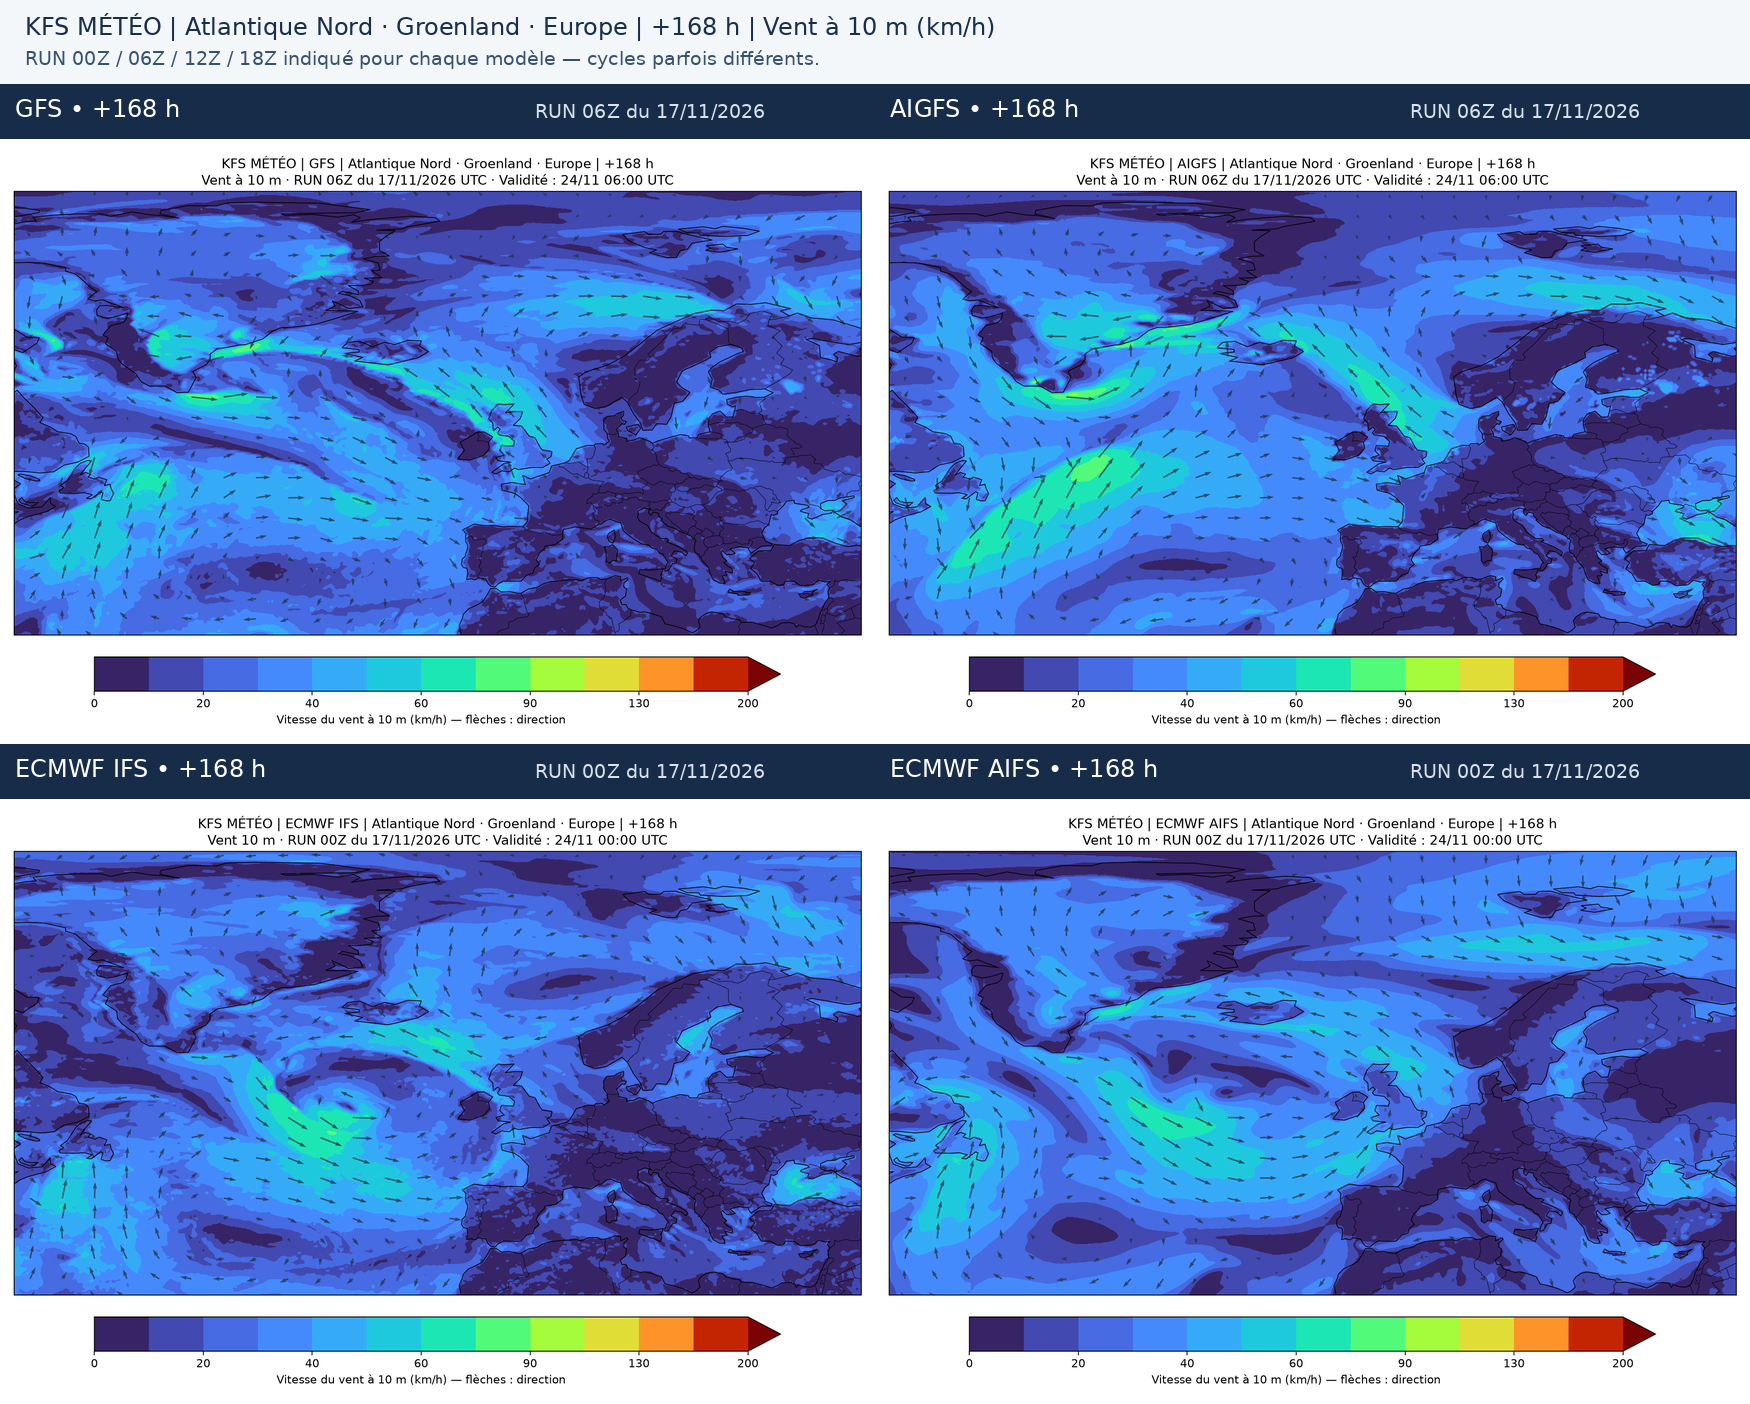 KFS MÉTÉO | Atlantique Nord · Groenland · Europe | +168 h | Vent à 10 m (km/h)
RUN 00Z / 06Z / 12Z / 18Z indiqué pour chaque modèle — cycles parfois différents.
GFS • +168 h
RUN 06Z du 17/11/2026
KFS MÉTÉO | GFS | Atlantique Nord · Groenland · Europe | +168 h
Vent à 10 m · RUN 06Z du 17/11/2026 UTC · Validité : 24/11 06:00 UTC
0 20 40 60 90 130 200
Vitesse du vent à 10 m (km/h) — flèches : direction
AIGFS • +168 h
RUN 06Z du 17/11/2026
KFS MÉTÉO | AIGFS | Atlantique Nord · Groenland · Europe | +168 h
Vent à 10 m · RUN 06Z du 17/11/2026 UTC · Validité : 24/11 06:00 UTC
0 20 40 60 90 130 200
Vitesse du vent à 10 m (km/h) — flèches : direction
ECMWF IFS • +168 h
RUN 00Z du 17/11/2026
KFS MÉTÉO | ECMWF IFS | Atlantique Nord · Groenland · Europe | +168 h
Vent 10 m · RUN 00Z du 17/11/2026 UTC · Validité : 24/11 00:00 UTC
0 20 40 60 90 130 200
Vitesse du vent à 10 m (km/h) — flèches : direction
ECMWF AIFS • +168 h
RUN 00Z du 17/11/2026
KFS MÉTÉO | ECMWF AIFS | Atlantique Nord · Groenland · Europe | +168 h
Vent 10 m · RUN 00Z du 17/11/2026 UTC · Validité : 24/11 00:00 UTC
0 20 40 60 90 130 200
Vitesse du vent à 10 m (km/h) — flèches : direction